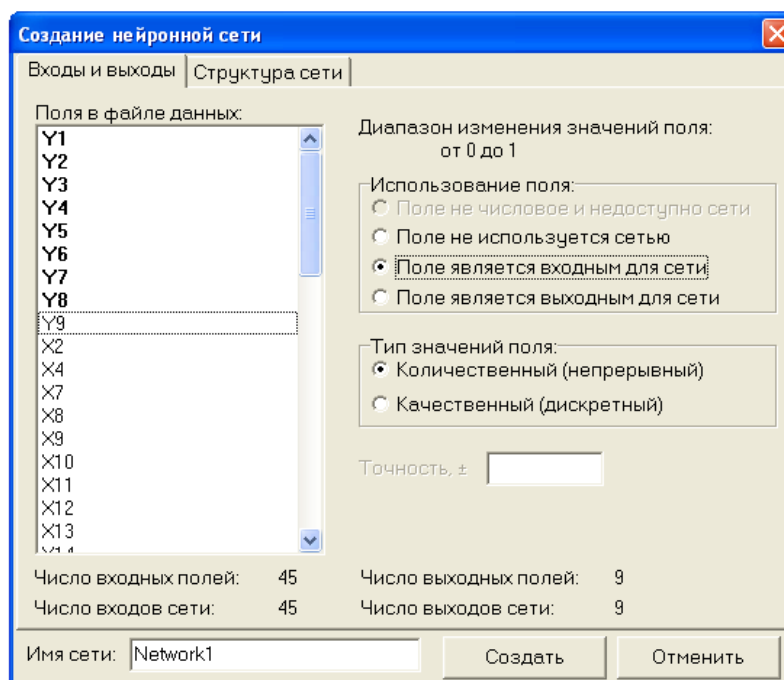 Создание нейронной сети
Входы и выходы
Структура сети
Поля в файле данных:
Y1
Y2
Y3
Y4
Y5
Y6
Y7
Y8
Y9
X2
X4
X7
X8
X9
X10
X11
X12
X13
Диапазон изменения значений поля:
от 0 до 1
Использование поля:
Поле не числовое и недоступно сети
Поле не используется сетью
Поле является входным для сети
Поле является выходным для сети
Тип значений поля:
Количественный (непрерывный)
Качественный (дискретный)
Точность, ±
Число входных полей: 45
Число выходных полей: 9
Число входов сети: 45
Число выходов сети: 9
Имя сети: Network1
Создать
Отменить